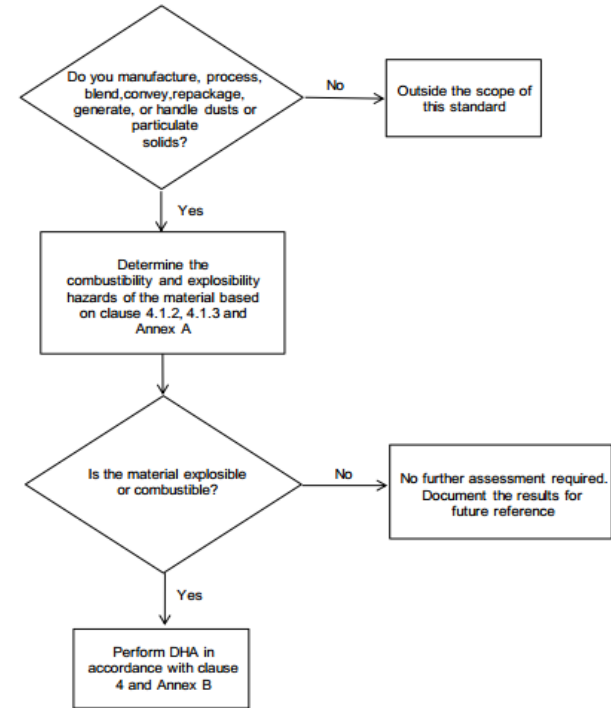 Do you manufacture, process,
blend,convey,repackage,
generate, or handle dusts or
particulate
solids?
No
Outside the scope of
this standard
Yes
Determine the
combustibility and explosibility
hazards of the material based
on clause 4.1.2, 4.1.3 and
Annex A
Is the material explosible
or combustible?
No
No further assessment required.
Document the results for
future reference
Yes
Perform DHA in
accordance with clause
4 and Annex B